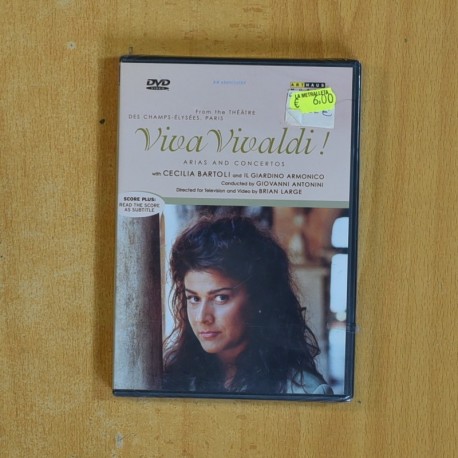 DVD
VIDEO
ARTHAUS
LA METRALLETA
€ 6,00
From the THÉÂTRE
DES CHAMPS-ÉLYSÉES, PARIS
Viva Vivaldi!
ARIAS AND CONCERTOS
with CECILIA BARTOLI and IL GIARDINO ARMONICO
Conducted by GIOVANNI ANTONINI
Directed for Television and Video by BRIAN LARGE
SCORE PLUS:
READ THE SCORE
AS SUBTITLE